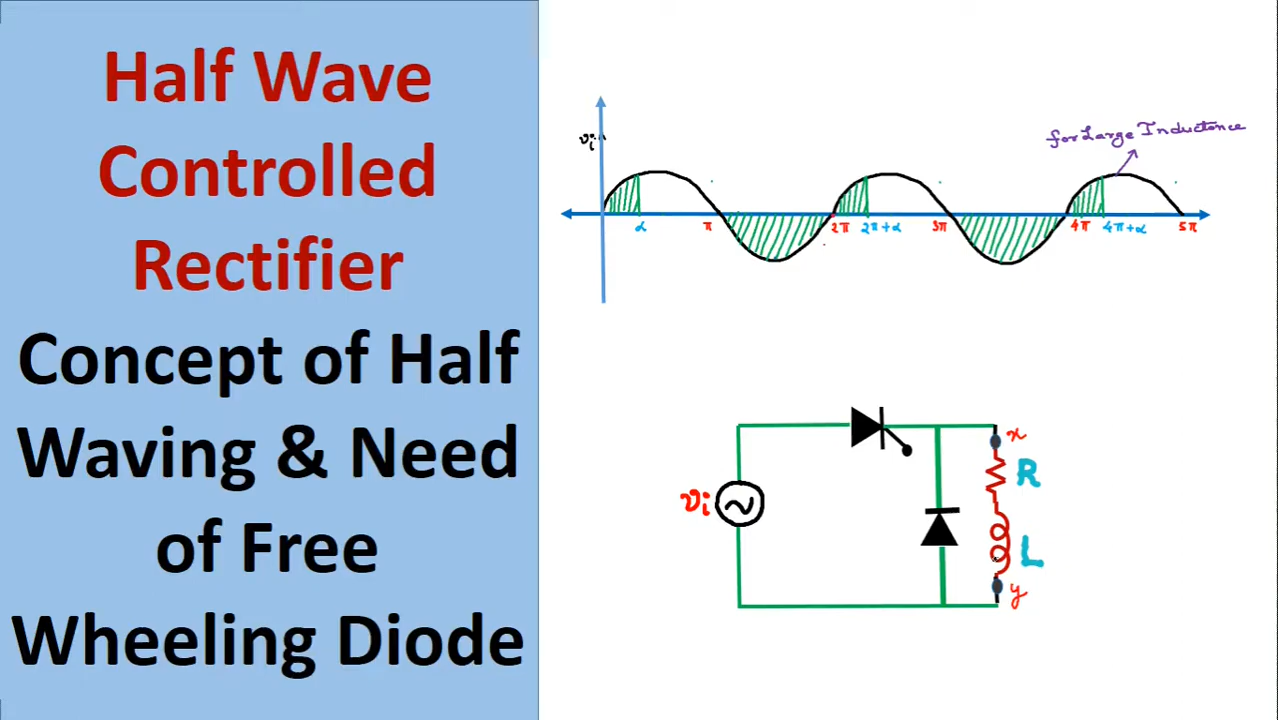 Half Wave
Controlled
Rectifier
Concept of Half
Waving & Need
of Free
Wheeling Diode
for Large Inductence
vi
α π 2π 2π+α 3π 4π 4π+α 5π
x
R
vi
L
y